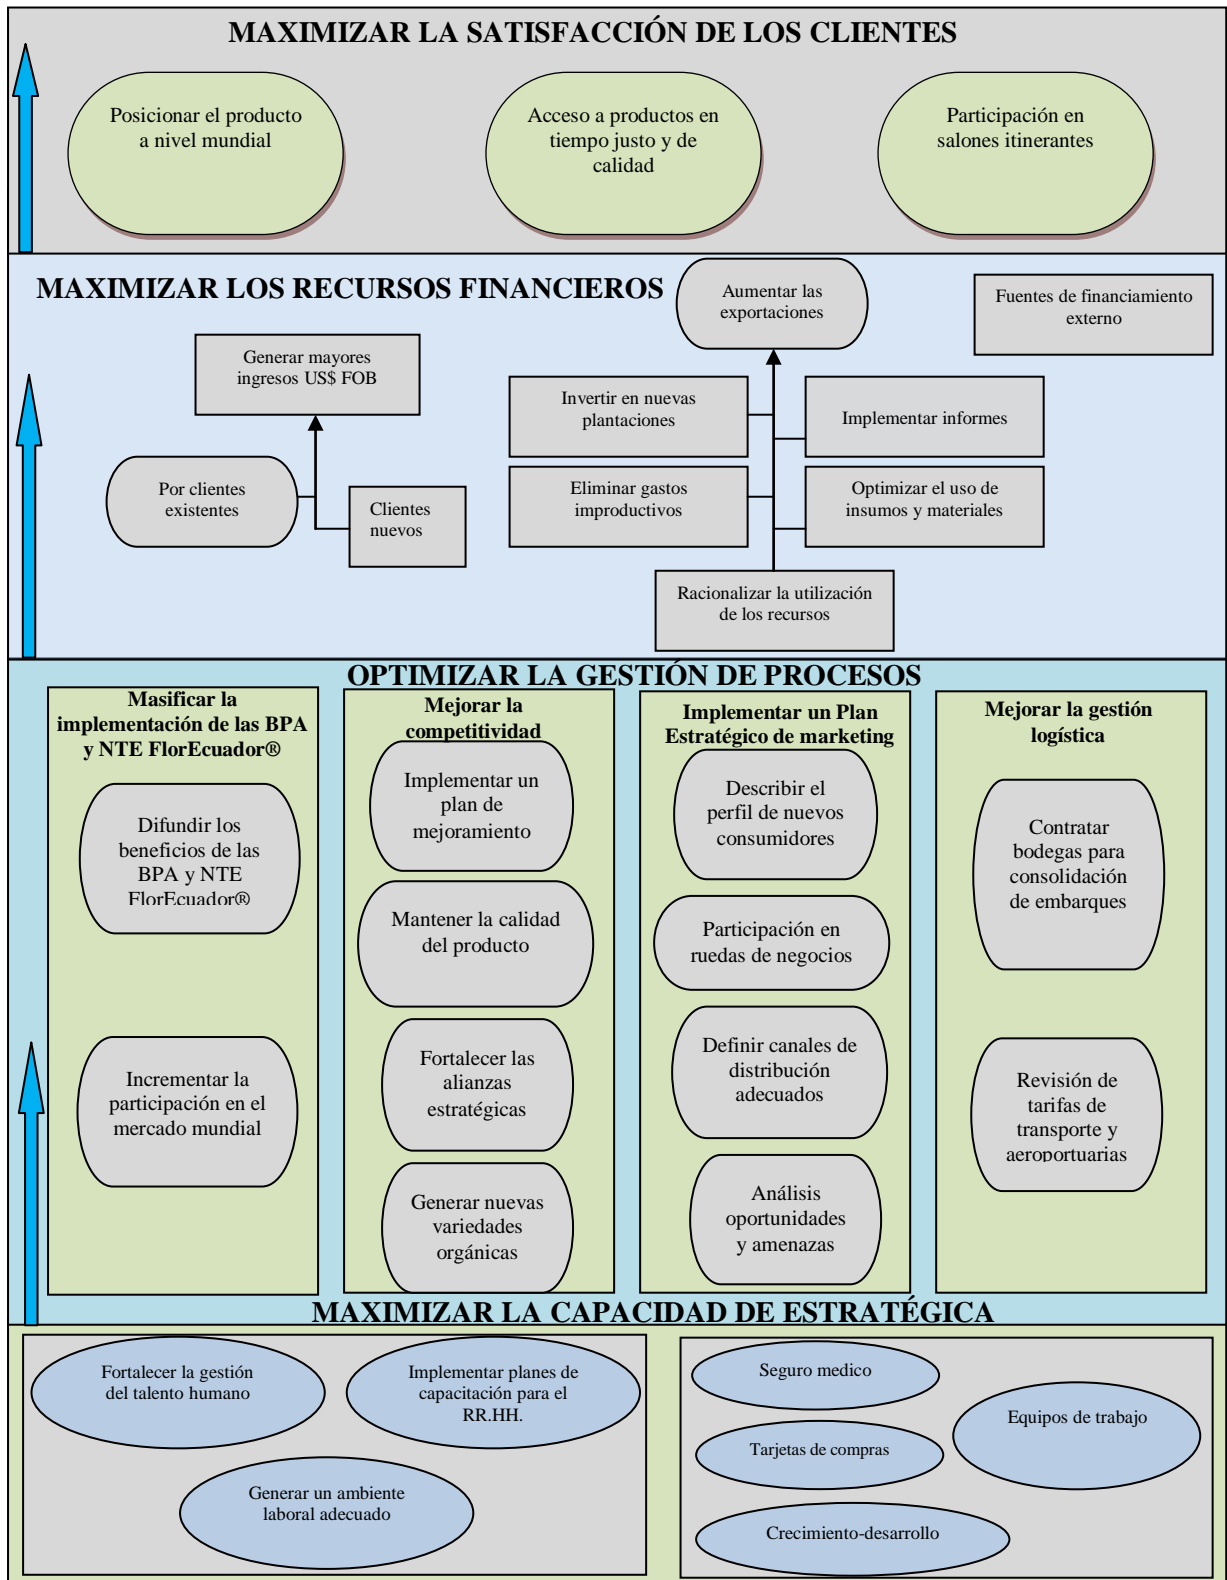 MAXIMIZAR LA SATISFACCIÓN DE LOS CLIENTES
Posicionar el producto
a nivel mundial
Acceso a productos en
tiempo justo y de
calidad
Participación en
salones itinerantes
MAXIMIZAR LOS RECURSOS FINANCIEROS
Aumentar las
exportaciones
Fuentes de financiamiento
externo
Generar mayores
ingresos US$ FOB
Invertir en nuevas
plantaciones
Implementar informes
Por clientes
existentes
Clientes
nuevos
Eliminar gastos
improductivos
Optimizar el uso de
insumos y materiales
Racionalizar la utilización
de los recursos
OPTIMIZAR LA GESTIÓN DE PROCESOS
Masificar la
implementación de las BPA
y NTE FlorEcuador®
Difundir los
beneficios de las
BPA y NTE
FlorEcuador®
Incrementar la
participación en el
mercado mundial
Mejorar la
competitividad
Implementar un
plan de
mejoramiento
Mantener la calidad
del producto
Fortalecer las
alianzas
estratégicas
Generar nuevas
variedades
orgánicas
Implementar un Plan
Estratégico de marketing
Describir el
perfil de nuevos
consumidores
Participación en
ruedas de negocios
Definir canales de
distribución
adecuados
Análisis
oportunidades
y amenazas
Mejorar la gestión
logística
Contratar
bodegas para
consolidación
de embarques
Revisión de
tarifas de
transporte y
aeroportuarias
MAXIMIZAR LA CAPACIDAD DE ESTRATÉGICA
Fortalecer la gestión
del talento humano
Implementar planes de
capacitación para el
RR.HH.
Generar un ambiente
laboral adecuado
Seguro medico
Equipos de trabajo
Tarjetas de compras
Crecimiento-desarrollo